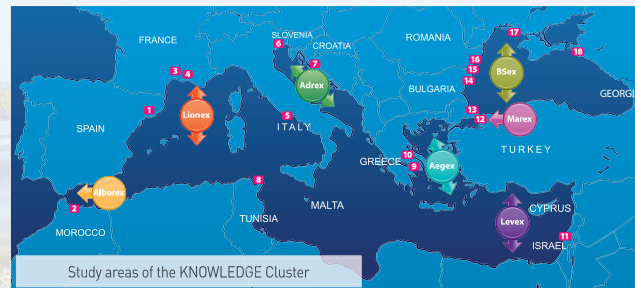 17
SLOVENIA
6
FRANCE
ROMANIA
CROATIA
18
16
7
3
4
15
BSex
Adrex
14
BULGARIA
GEORGI
1
13
Lionex
5
12
Marex
ITALY
SPAIN
TURKEY
10
GREECE
9
Aegex
8
Alborex
2
MALTA
CYPRUS
TUNISIA
Levex
MOROCCO
11
ISRAEL
Study areas of the KNOWLEDGE Cluster